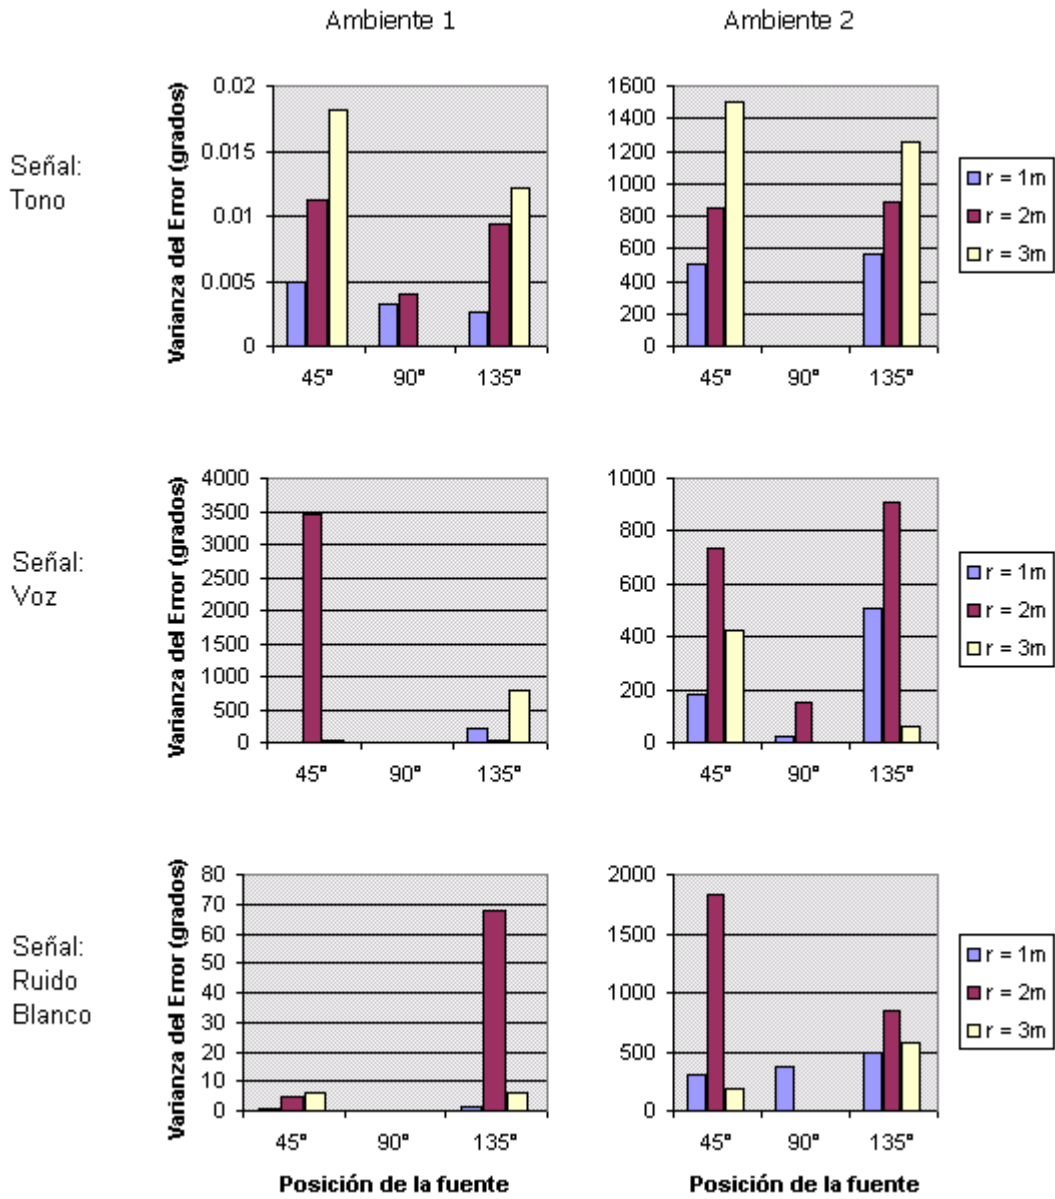 Ambiente 1
Ambiente 2
Señal:
Tono
Varianza del Error (grados)
0.02
0.015
0.01
0.005
0
45°
90°
135°
1600
1400
1200
1000
800
600
400
200
0
45°
90°
135°
r = 1m
r = 2m
r = 3m
Señal:
Voz
Varianza del Error (grados)
4000
3500
3000
2500
2000
1500
1000
500
0
45°
90°
135°
1000
800
600
400
200
0
45°
90°
135°
r = 1m
r = 2m
r = 3m
Señal:
Ruido
Blanco
Varianza del Error (grados)
80
70
60
50
40
30
20
10
0
45°
90°
135°
Posición de la fuente
2000
1500
1000
500
0
45°
90°
135°
Posición de la fuente
r = 1m
r = 2m
r = 3m